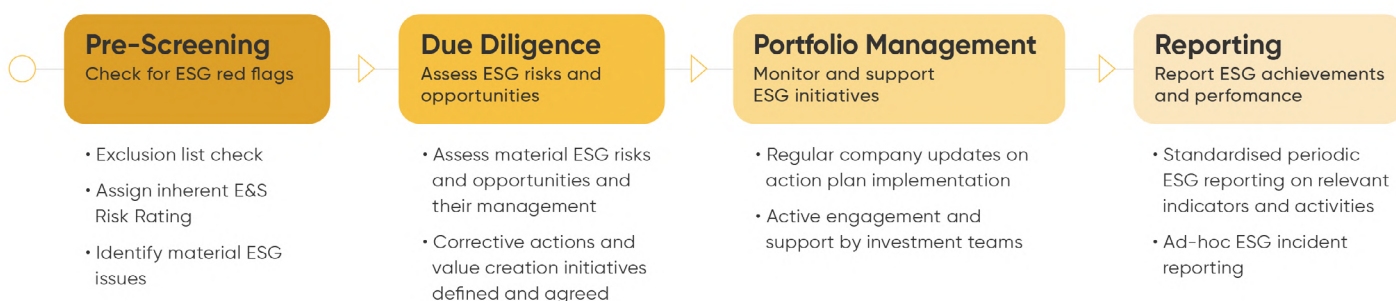 Pre-Screening
Check for ESG red flags
• Exclusion list check
• Assign inherent E&S
Risk Rating
• Identify material ESG
issues
Due Diligence
Assess ESG risks and
opportunities
• Assess material ESG risks
and opportunities and
their management
• Corrective actions and
value creation initiatives
defined and agreed
Portfolio Management
Monitor and support
ESG initiatives
• Regular company updates on
action plan implementation
• Active engagement and
support by investment teams
Reporting
Report ESG achievements
and perfomance
• Standardised periodic
ESG reporting on relevant
indicators and activities
• Ad-hoc ESG incident
reporting